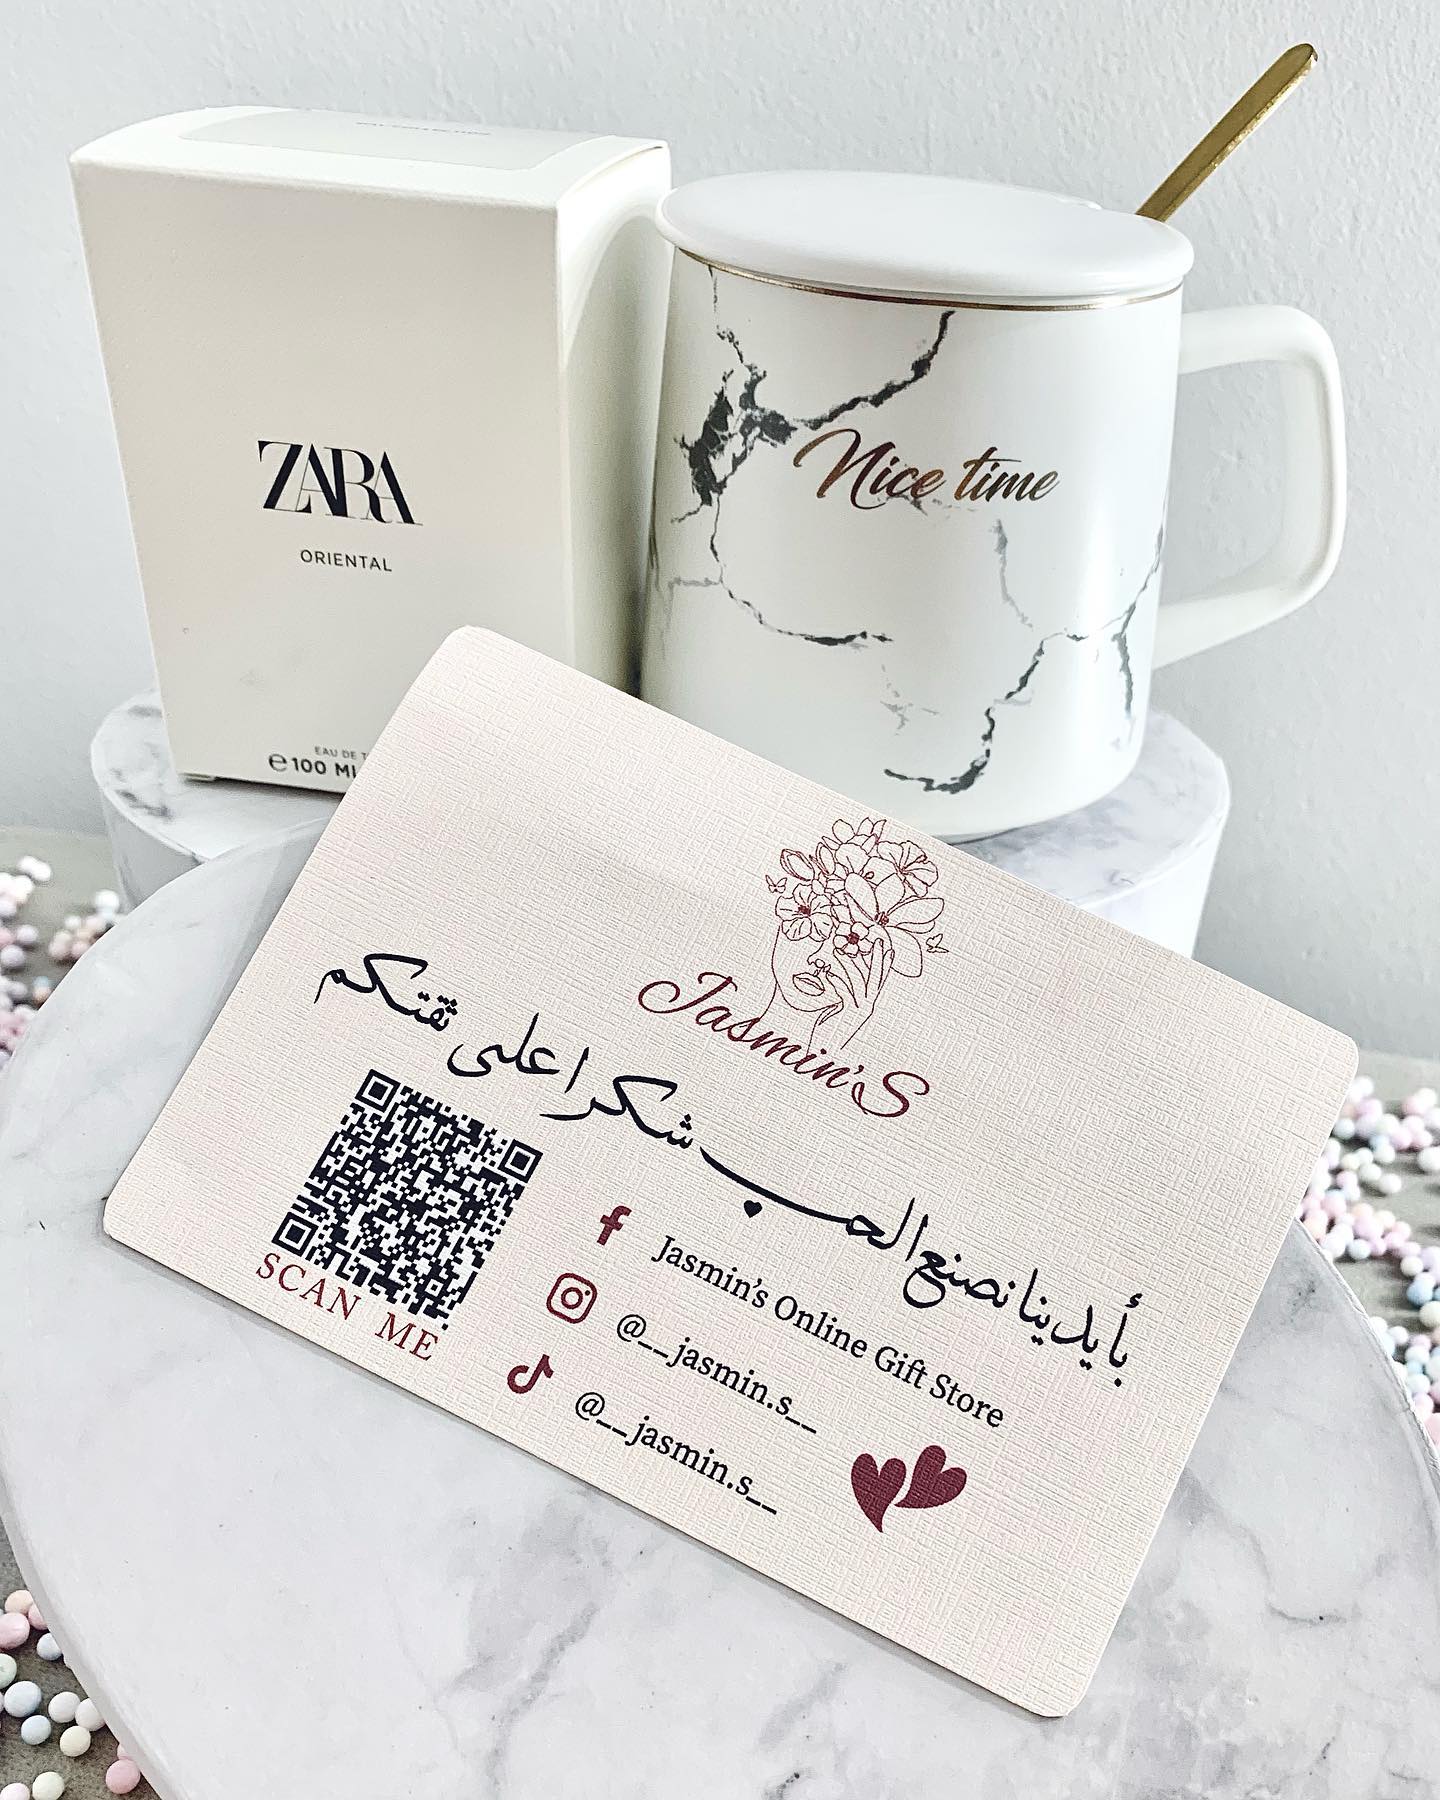 ZARA
ORIENTAL
EAU DE T
e100 Ml
Nice time
Jasmin'S
بأيدينا نصنع الحب شكرا على ثقتكم
SCAN ME
Jasmin's Online Gift Store
@__jasmin.s__
@__jasmin.s__